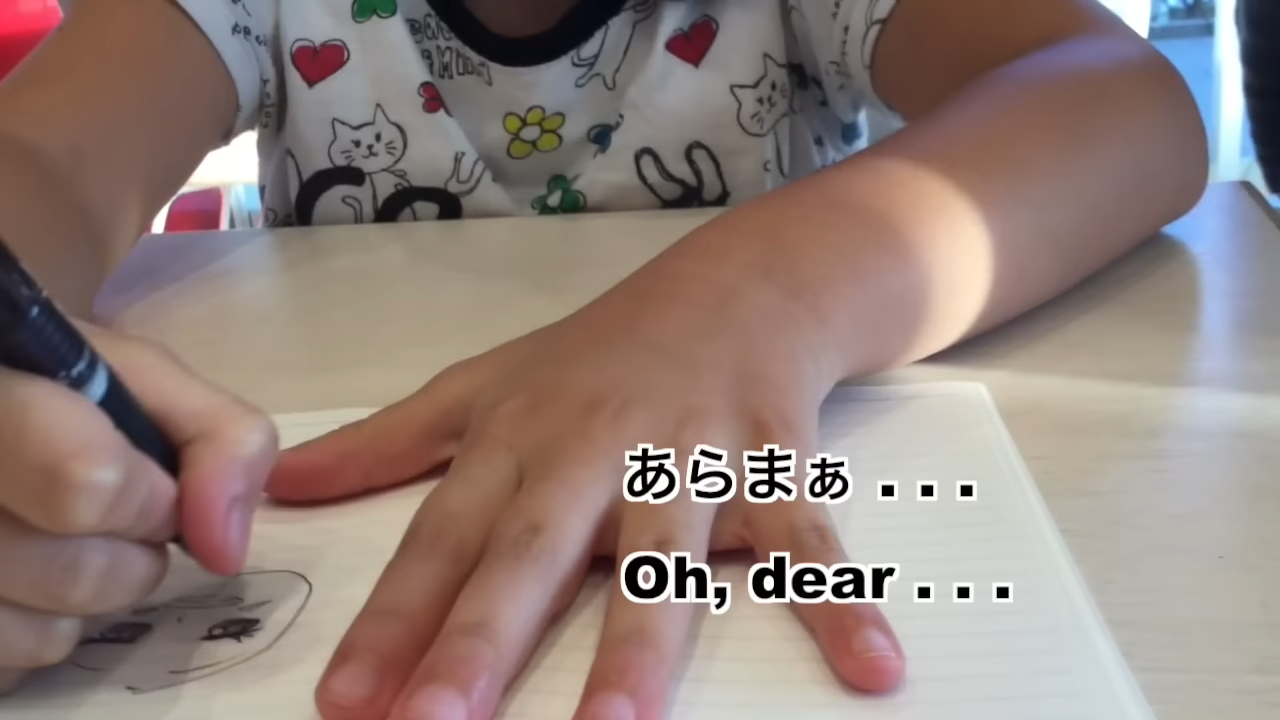 あらまぁ . . .
Oh, dear . . .